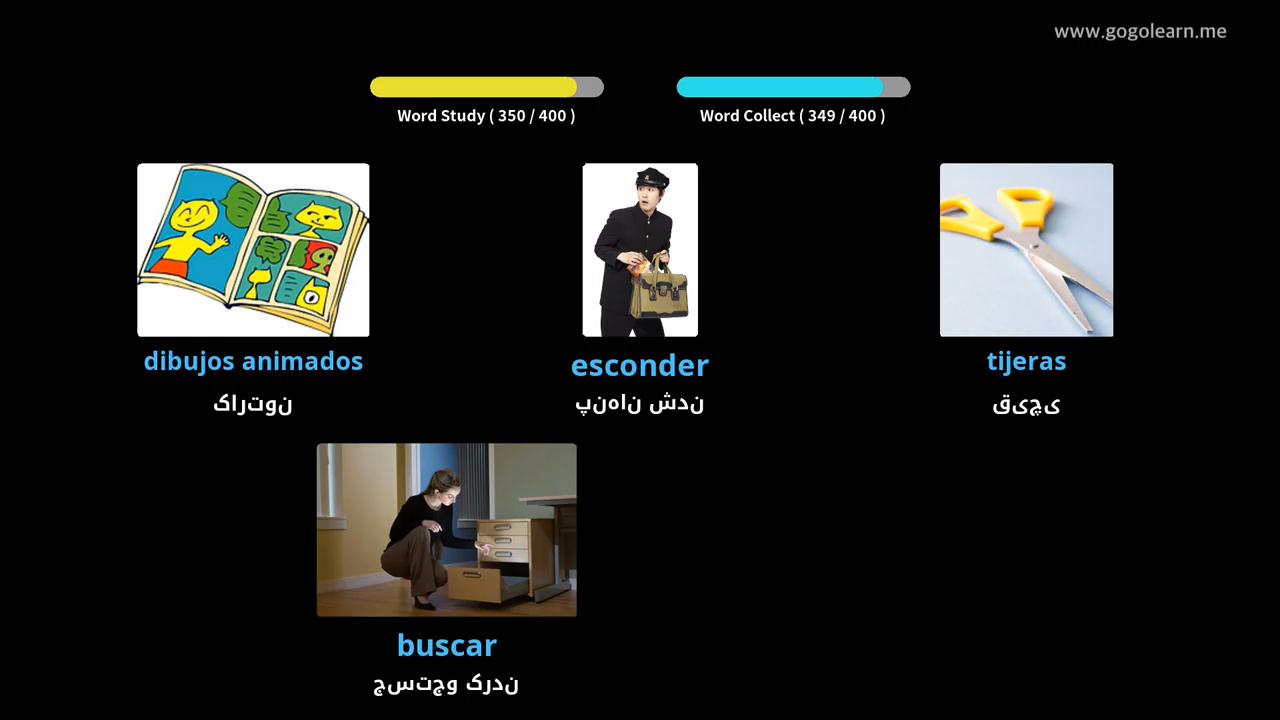 www.gogolearn.me
Word Study ( 350 / 400 )
Word Collect ( 349 / 400 )
dibujos animados
کارتون
esconder
پنهان شدن
tijeras
قیچی
buscar
جستجو کردن